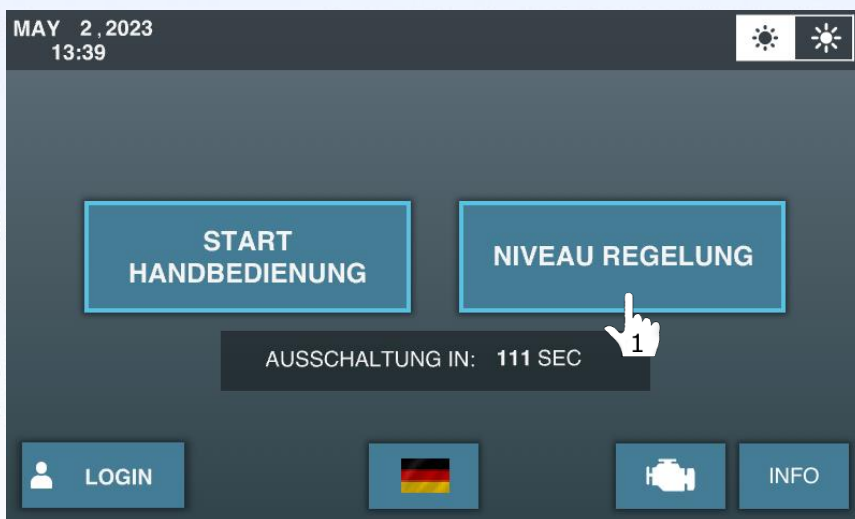 MAY 2,2023
13:39
START
HANDBEDIENUNG
NIVEAU REGELUNG
1
AUSSCHALTUNG IN: 111 SEC
LOGIN
INFO